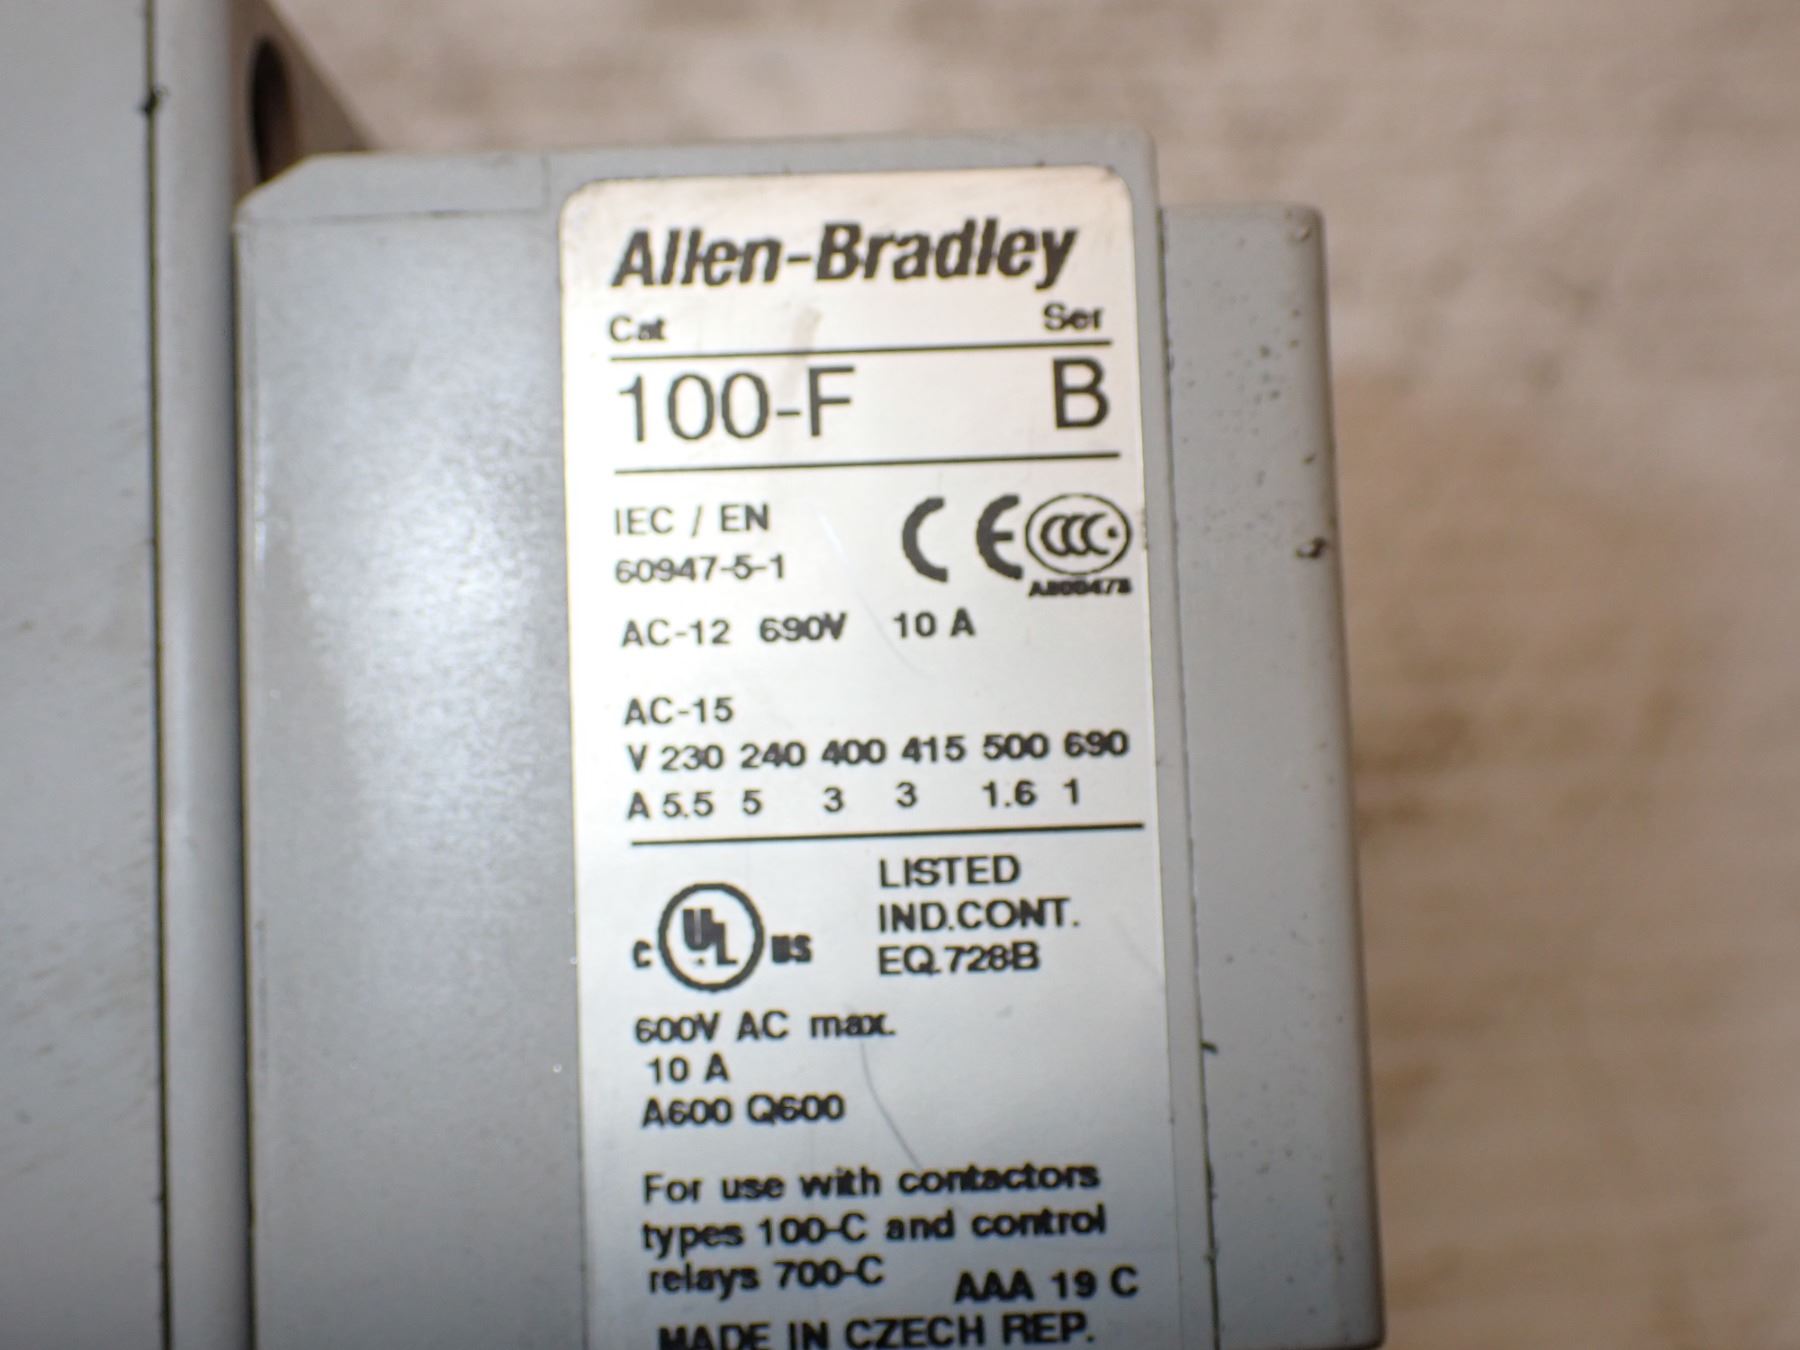 Allen-Bradley
Cat Ser
100-F B
IEC / EN
60947-5-1
CE CCC
AC-12 690V 10 A
AC-15
V 230 240 400 415 500 690
A 5.5 5 3 3 1.6 1
LISTED
IND.CONT.
EQ.728B
C UL US
600V AC max.
10 A
A600 Q600
For use with contactors
types 100-C and control
relays 700-C AAA 19 C
MADE IN CZECH REP.